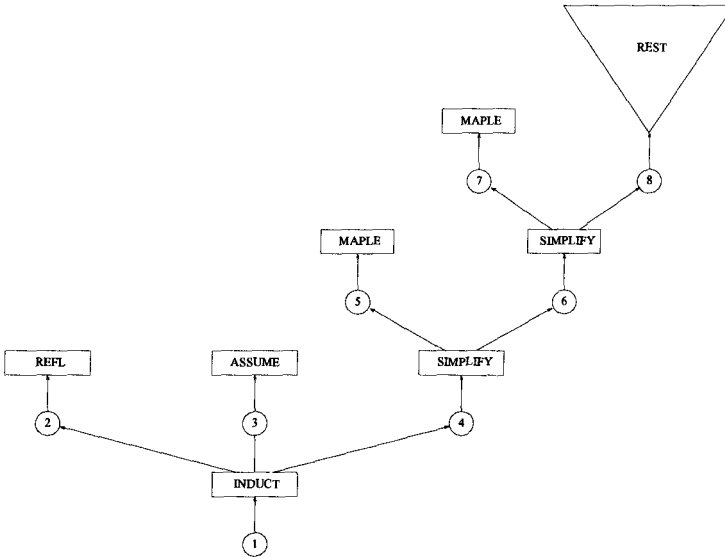 REST
MAPLE
7
8
MAPLE
SIMPLIFY
5
6
REFL
ASSUME
SIMPLIFY
2
3
4
INDUCT
1